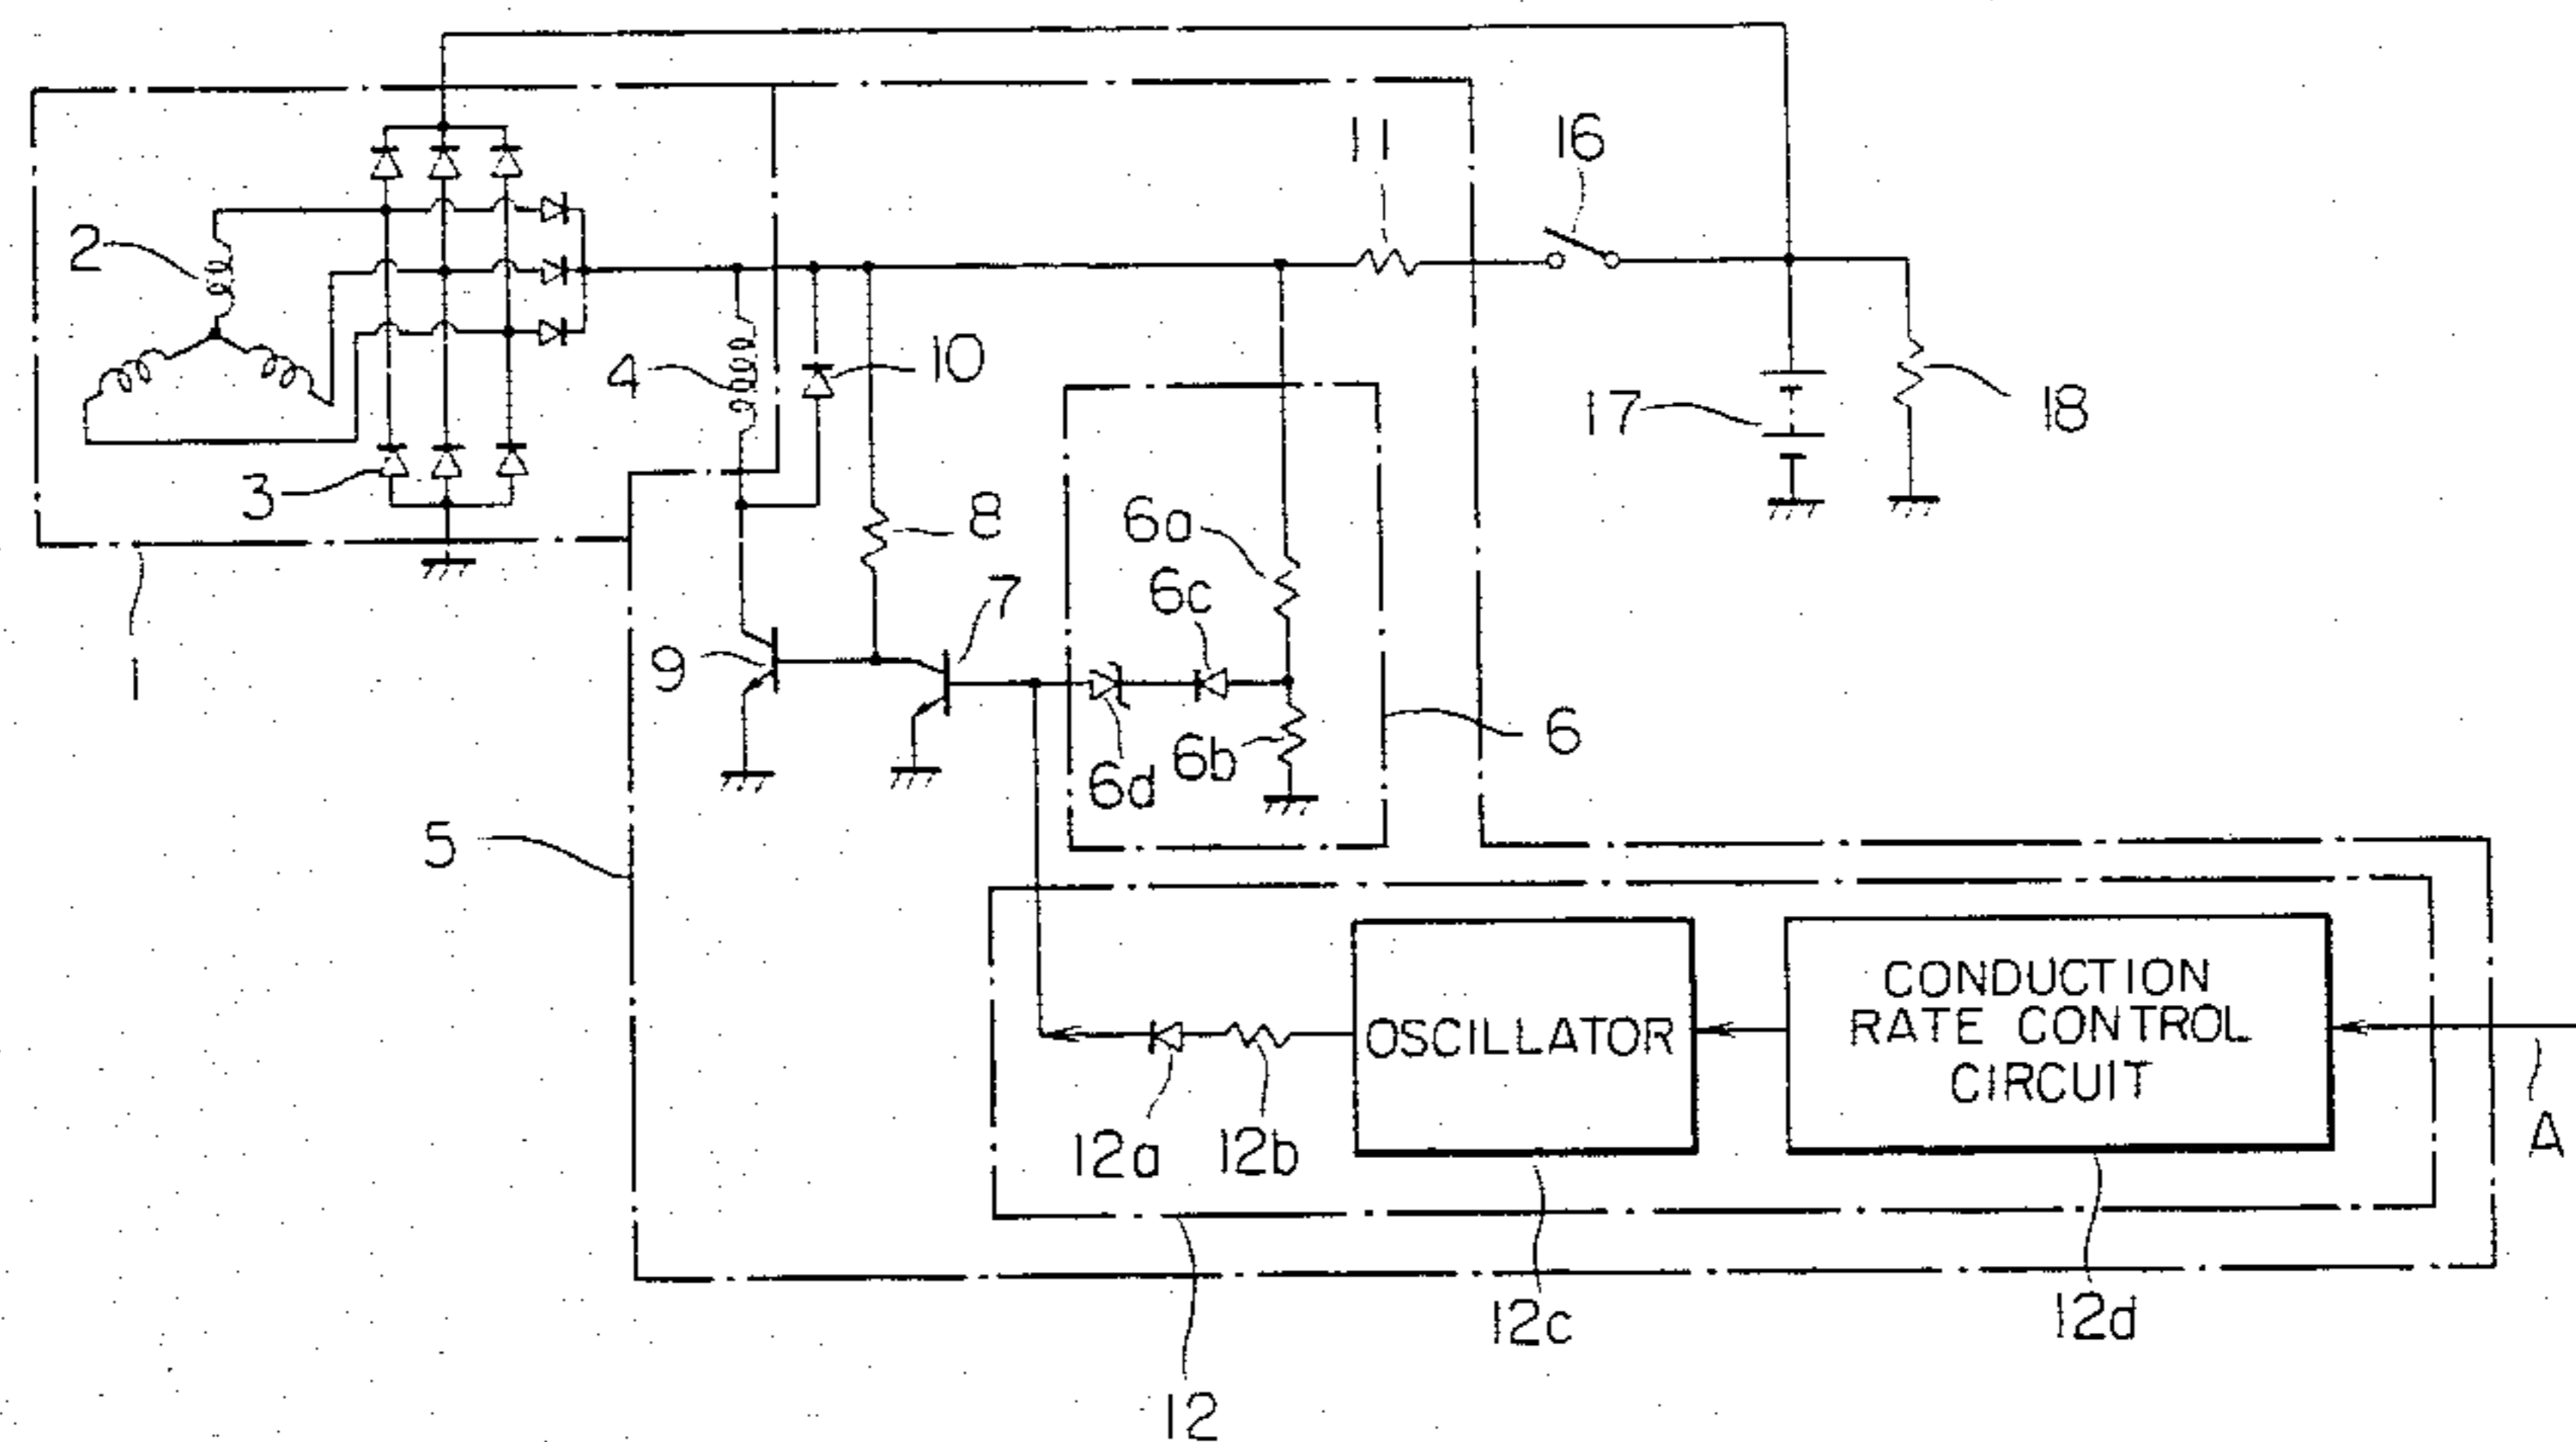 11
16
2
4
10
17
18
3
8
6a
6c
7
1
9
6b
6d
6
5
CONDUCTION
RATE CONTROL
CIRCUIT
OSCILLATOR
12a
12b
A
12c
12d
12